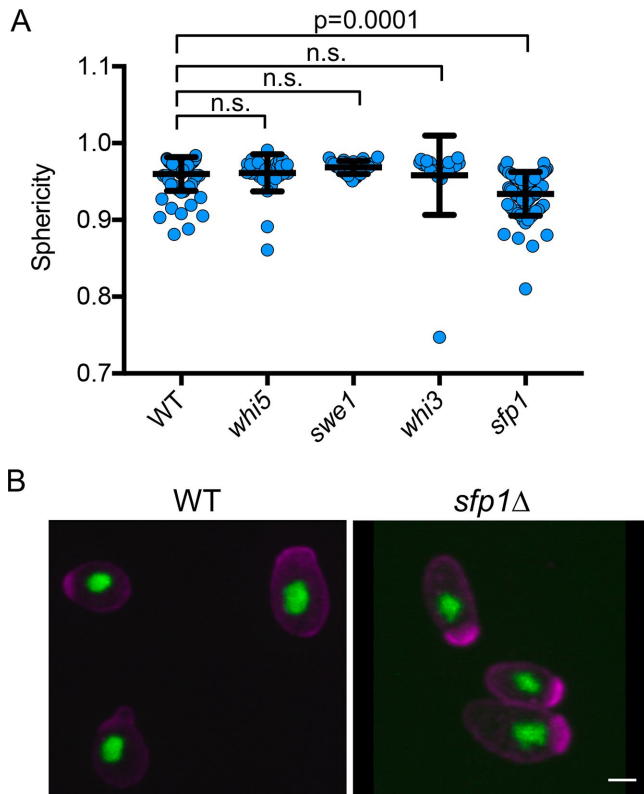 A
p=0.0001
n.s.
n.s.
n.s.
1.1
1.0
0.9
0.8
0.7
Sphericity
WT
whi5
swe1
whi3
sfp1
B
WT
sfp1Δ